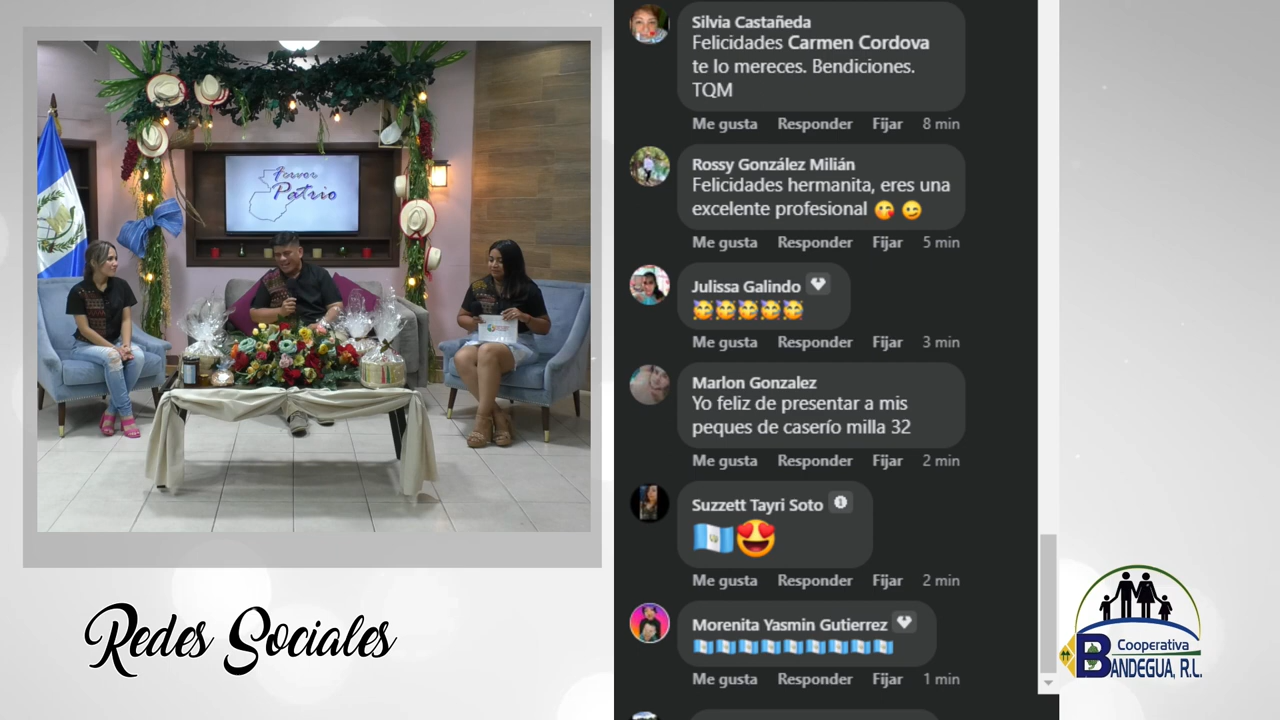 Fervor
Patrio
Redes Sociales
Silvia Castañeda
Felicidades Carmen Cordova
te lo mereces. Bendiciones.
TQM
Me gusta Responder Fijar 8 min
Rossy González Milián
Felicidades hermanita, eres una
excelente profesional 😘 😉
Me gusta Responder Fijar 5 min
Julissa Galindo
🥳🥳🥳🥳🥳
Me gusta Responder Fijar 3 min
Marlon Gonzalez
Yo feliz de presentar a mis
peques de caserío milla 32
Me gusta Responder Fijar 2 min
Suzzett Tayri Soto
🇬🇹😍
Me gusta Responder Fijar 2 min
Morenita Yasmin Gutierrez
🇬🇹🇬🇹🇬🇹🇬🇹🇬🇹🇬🇹🇬🇹🇬🇹🇬🇹
Me gusta Responder Fijar 1 min
Cooperativa
BANDEGUA, R.L.